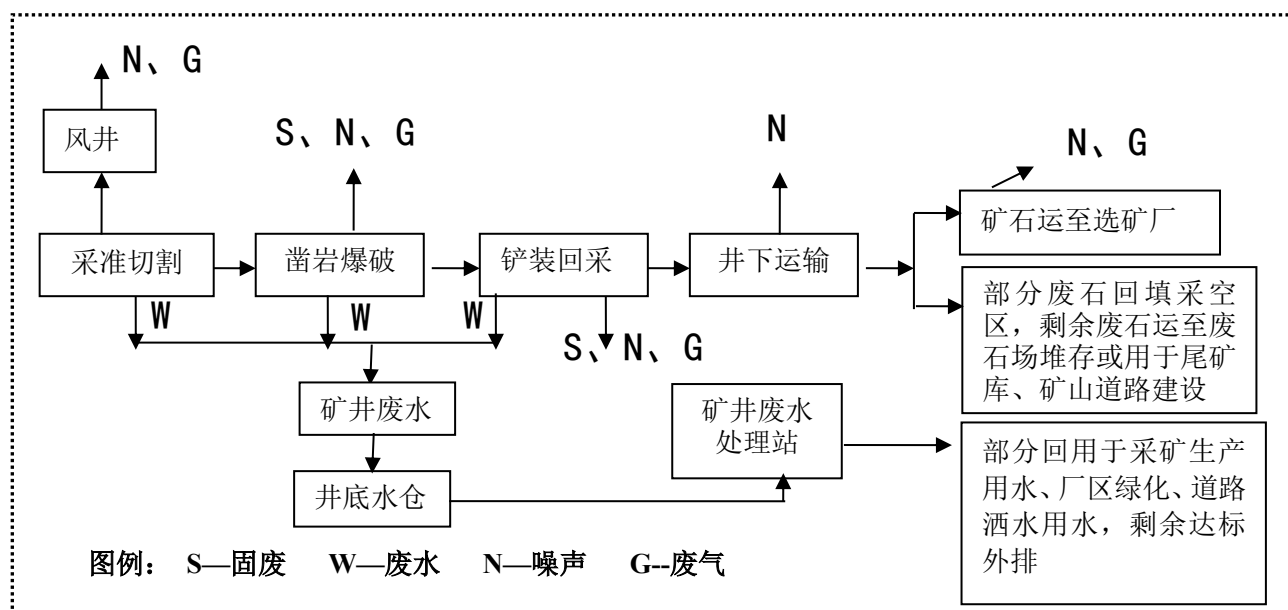 N、G
风井
S、N、G
N
N、G
采准切割
凿岩爆破
铲装回采
井下运输
矿石运至选矿厂
部分废石回填采空
区，剩余废石运至废
石场堆存或用于尾矿
库、矿山道路建设
W
W
W
S、N、G
矿井废水
矿井废水
处理站
井底水仓
部分回用于采矿生产
用水、厂区绿化、道路
洒水用水，剩余达标
外排
图例： S—固废 W—废水 N—噪声 G--废气